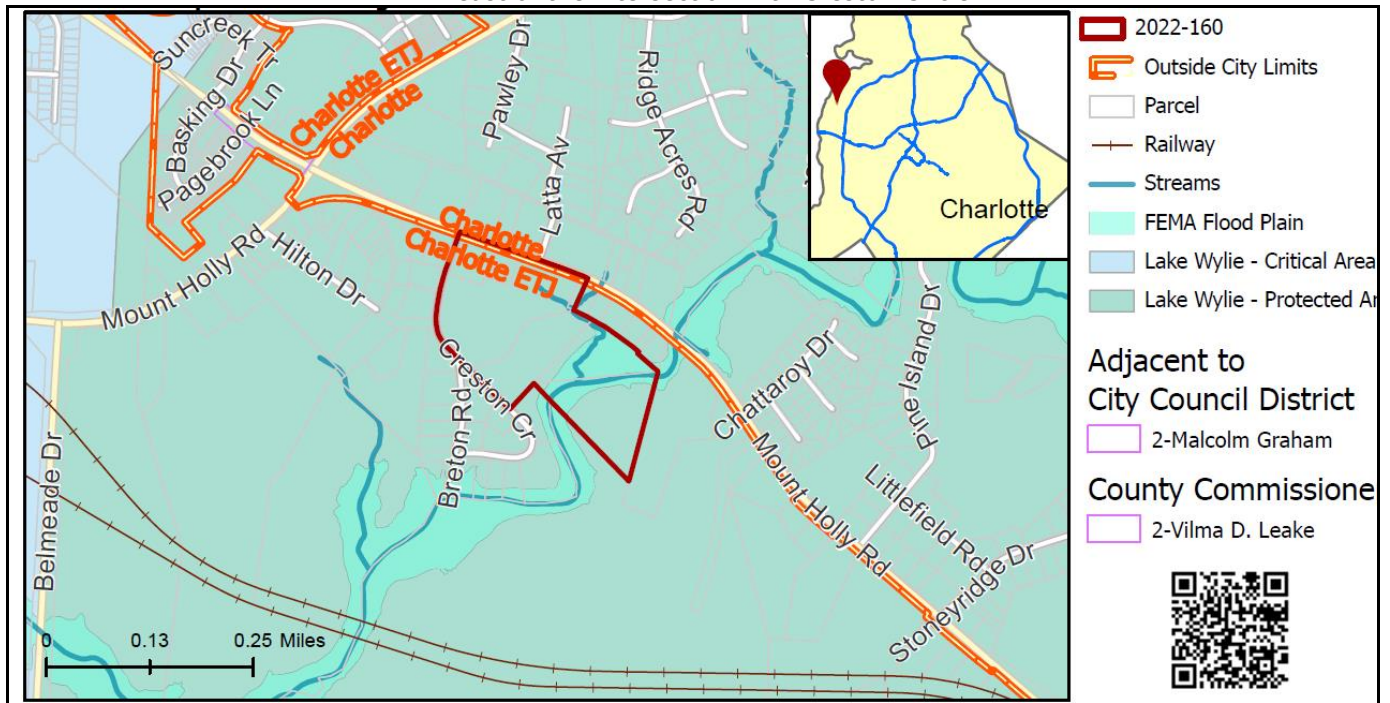 Suncreek Tr
Basking Dr
Pagebrook Ln
Charlotte ETJ
Charlotte
Pawley Dr
Latta Av
Ridge Acres Rd
Charlotte
Charlotte ETJ
Mount Holly Rd
Hilton Dr
Creston Cr
Breton Rd
Belmeade Dr
Chattaroy Dr
Pine Island Dr
Mount Holly Rd
Littlefield Rd
Stoneyridge Dr
0 0.13 0.25 Miles
Charlotte
2022-160
Outside City Limits
Parcel
Railway
Streams
FEMA Flood Plain
Lake Wylie - Critical Area
Lake Wylie - Protected Ar
Adjacent to
City Council District
2-Malcolm Graham
County Commissione
2-Vilma D. Leake